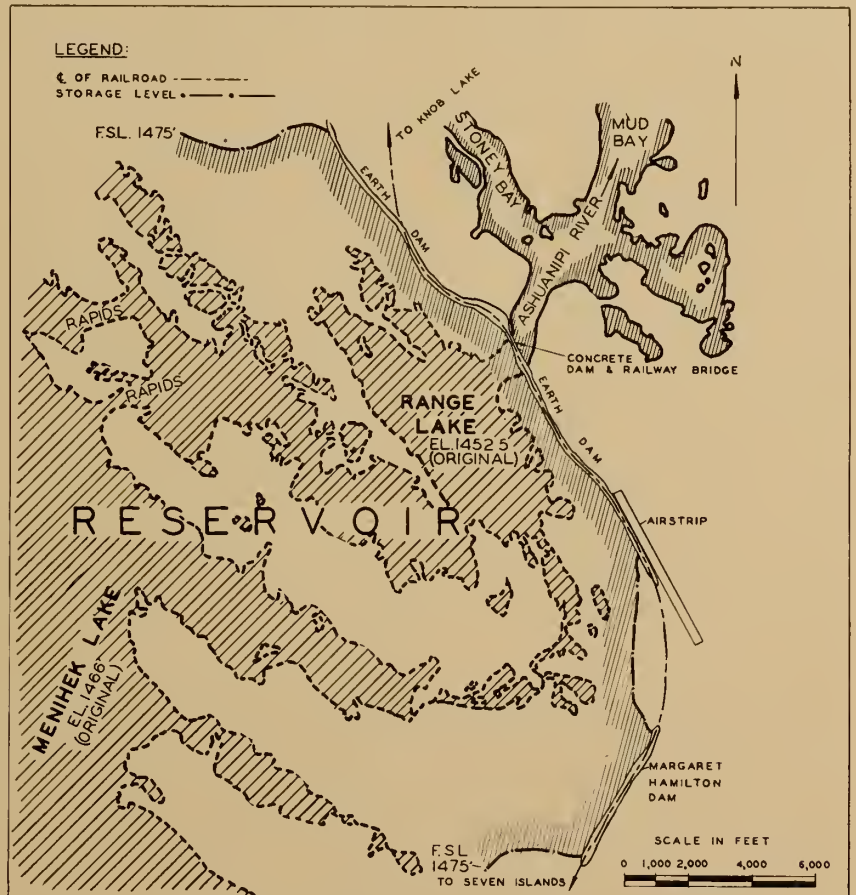 LEGEND:
℄ OF RAILROAD
STORAGE LEVEL
N
F.S.L. 1475'
TO KNOB LAKE
STONEY BAY
MUD
BAY
EARTH
DAM
ASHUANIPI RIVER
RAPIDS
RAPIDS
CONCRETE
DAM & RAILWAY BRIDGE
EARTH
DAM
RANGE
LAKE
EL. 1452.5
(ORIGINAL)
RESERVOIR
AIRSTRIP
MENIHEK LAKE
EL. 1466'
(ORIGINAL)
MARGARET
HAMILTON
DAM
F.S.L.
1475'
TO SEVEN ISLANDS
SCALE IN FEET
0 1,000 2,000 4,000 6,000